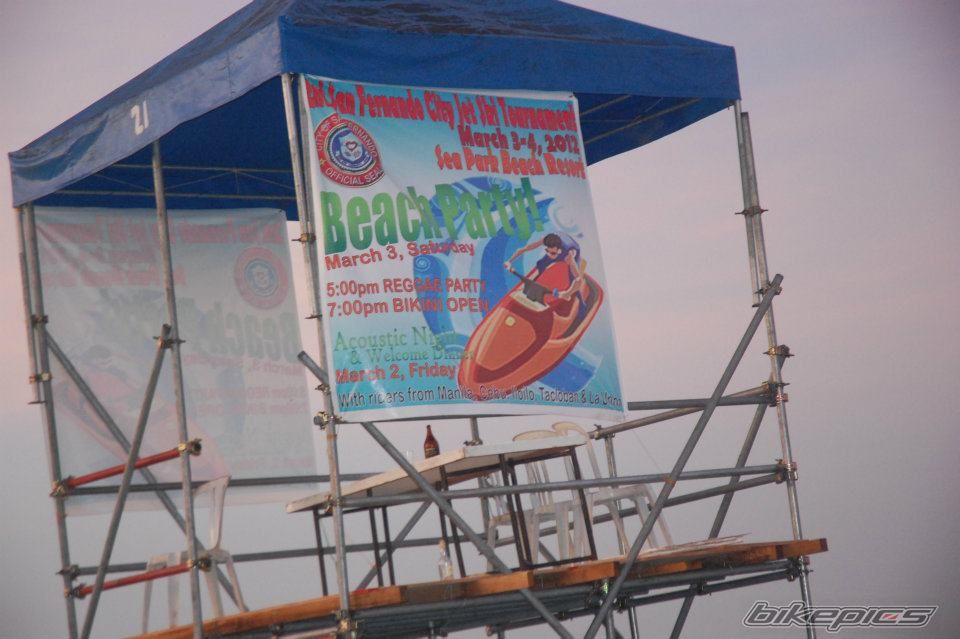 21
San Fernando City Jet Ski Tournament
March 3-4, 2012
Sea Park Beach Resort
OFFICIAL SEAL
Beach Party!
March 3, Saturday
5:00pm REGGAE PARTY
7:00pm BIKINI OPEN
Acoustic Night
& Welcome Dinner
March 2, Friday
With riders from Manila, Cebu, Iloilo, Tacloban & La Union
bikepics